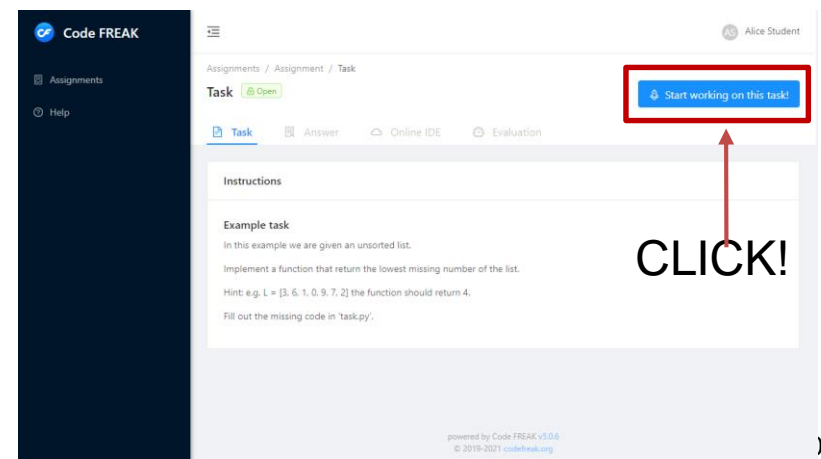 Code FREAK
Alice Student
Assignments
Help
Assignments / Assignment / Task
Task Open
Start working on this task!
Task Answer Online IDE Evaluation
Instructions
Example task
In this example we are given an unsorted list.
Implement a function that return the lowest missing number of the list.
Hint: e.g. L = [3, 6, 1, 0, 9, 7, 2] the function should return 4.
Fill out the missing code in 'task.py'.
CLICK!
powered by Code FREAK v5.0.6
© 2019-2021 codefreak.org